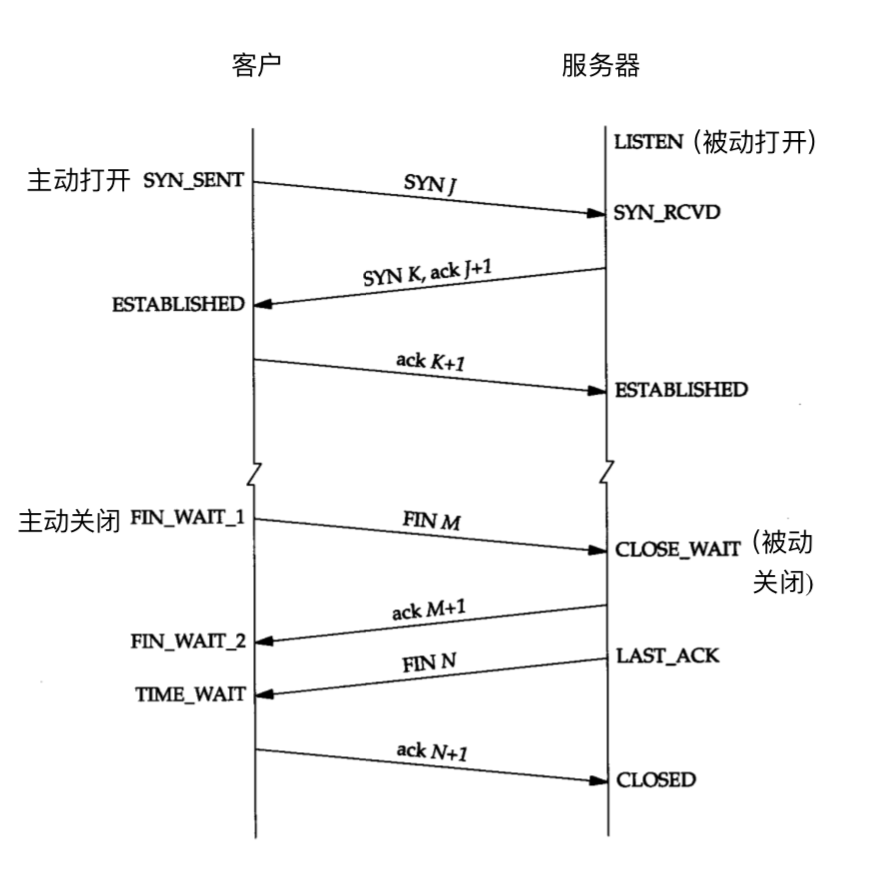 客户
服务器
LISTEN (被动打开)
主动打开 SYN_SENT
SYN J
SYN_RCVD
SYN K, ack J+1
ESTABLISHED
ack K+1
ESTABLISHED
主动关闭 FIN_WAIT_1
FIN M
CLOSE_WAIT (被动
关闭)
ack M+1
FIN_WAIT_2
FIN N
LAST_ACK
TIME_WAIT
ack N+1
CLOSED